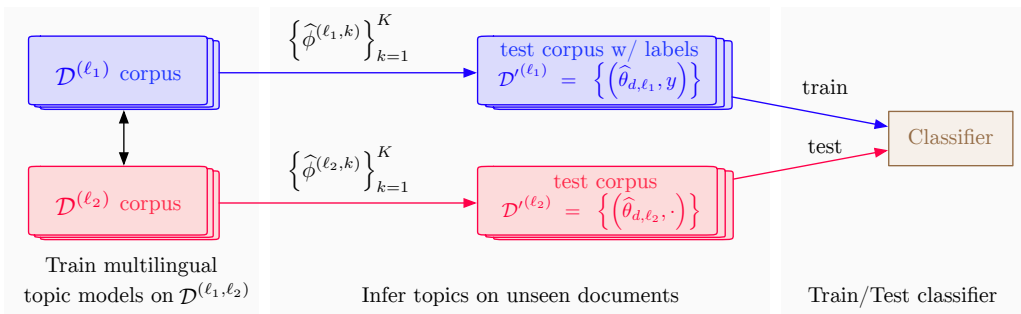 𝒟^(ℓ₁) corpus
𝒟^(ℓ₂) corpus
Train multilingual
topic models on 𝒟^(ℓ₁,ℓ₂)
{ϕ̂^(ℓ₁,k)}_{k=1}^K
test corpus w/ labels
𝒟′^(ℓ₁) = {(θ̂_{d,ℓ₁}, y)}
{ϕ̂^(ℓ₂,k)}_{k=1}^K
test corpus
𝒟′^(ℓ₂) = {(θ̂_{d,ℓ₂}, ·)}
Infer topics on unseen documents
train
Classifier
test
Train/Test classifier